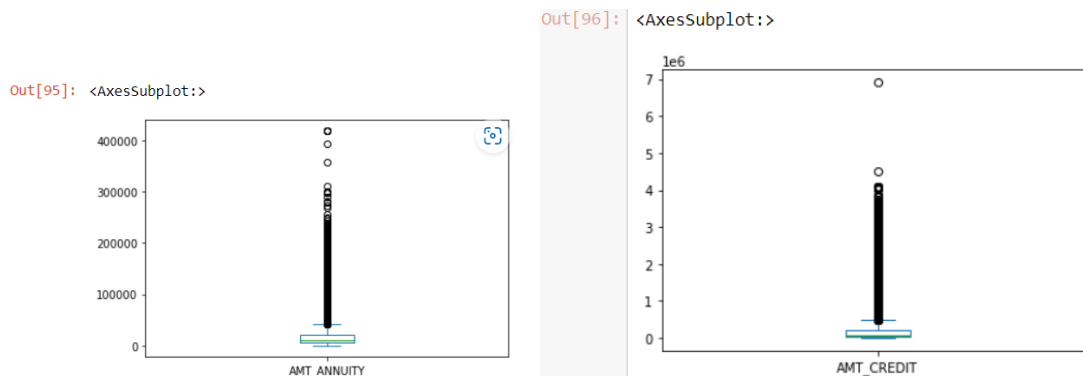 Out[95]: <AxesSubplot:>
400000
300000
200000
100000
0
AMT_ANNUITY
Out[96]: <AxesSubplot:>
1e6
7
6
5
4
3
2
1
0
AMT_CREDIT